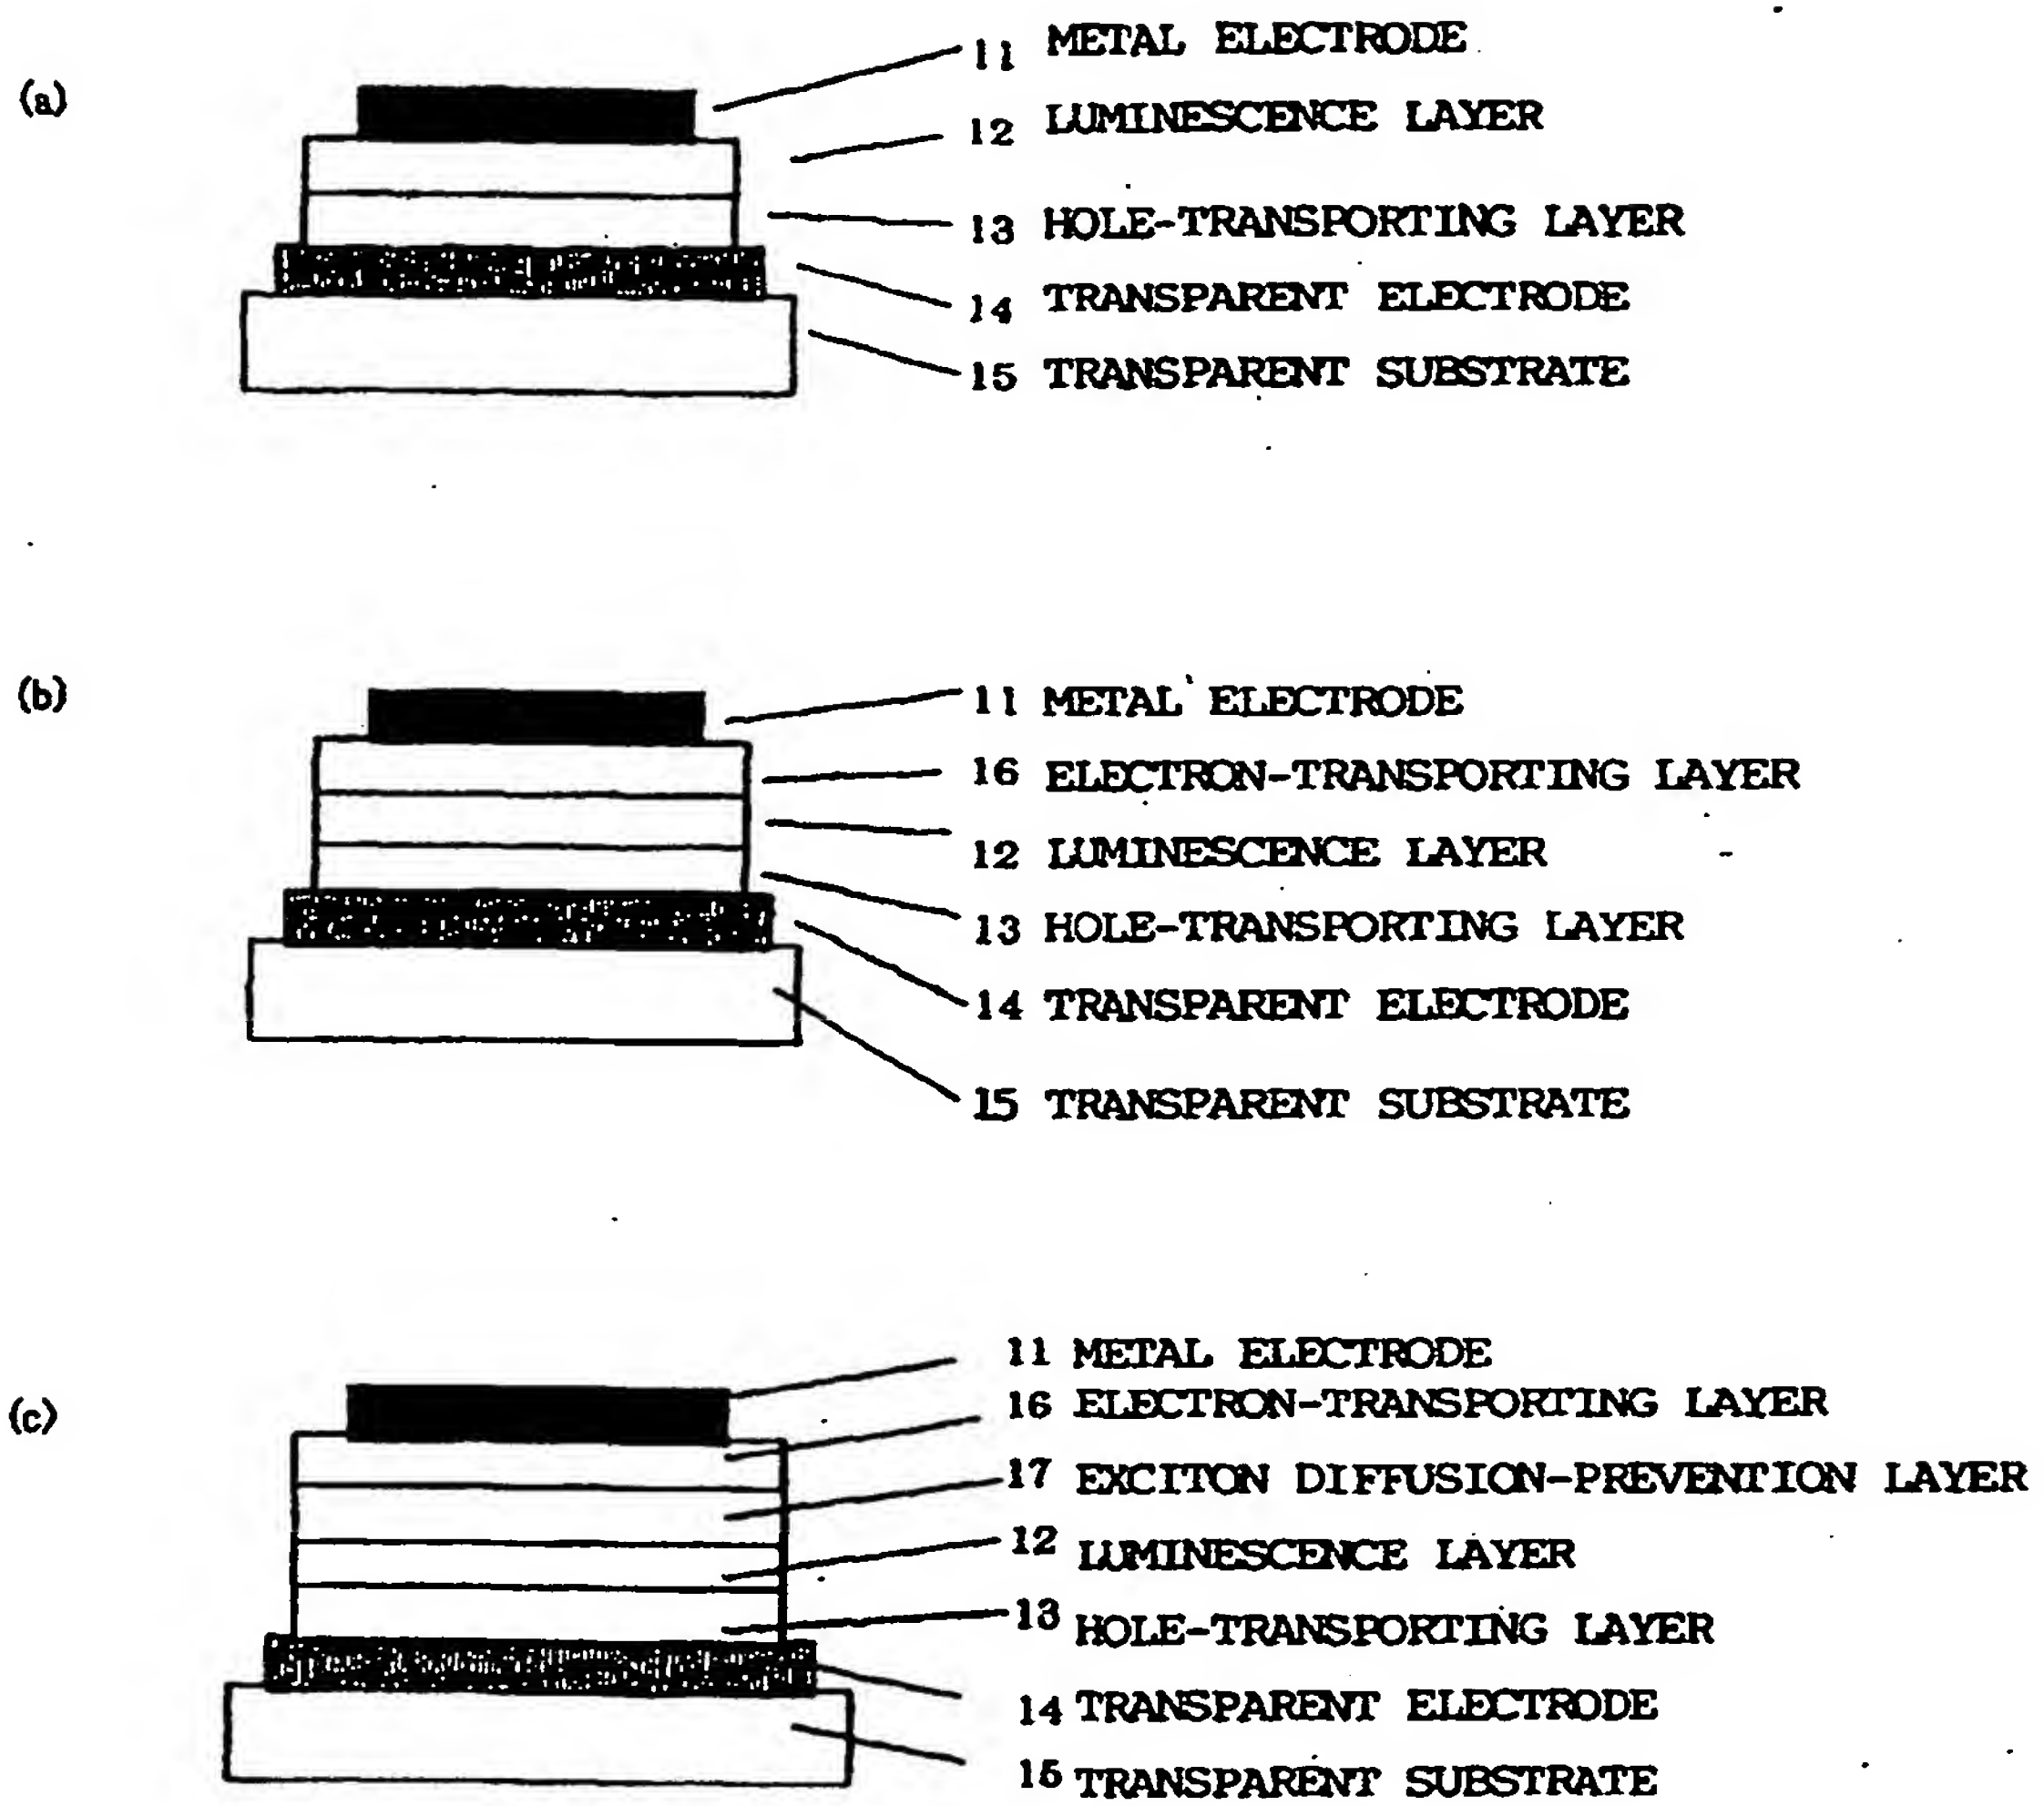 (a)
11 METAL ELECTRODE
12 LUMINESCENCE LAYER
13 HOLE-TRANSPORTING LAYER
14 TRANSPARENT ELECTRODE
15 TRANSPARENT SUBSTRATE
(b)
11 METAL ELECTRODE
16 ELECTRON-TRANSPORTING LAYER
12 LUMINESCENCE LAYER
13 HOLE-TRANSPORTING LAYER
14 TRANSPARENT ELECTRODE
15 TRANSPARENT SUBSTRATE
(c)
11 METAL ELECTRODE
16 ELECTRON-TRANSPORTING LAYER
17 EXCITON DIFFUSION-PREVENTION LAYER
12 LUMINESCENCE LAYER
13 HOLE-TRANSPORTING LAYER
14 TRANSPARENT ELECTRODE
15 TRANSPARENT SUBSTRATE